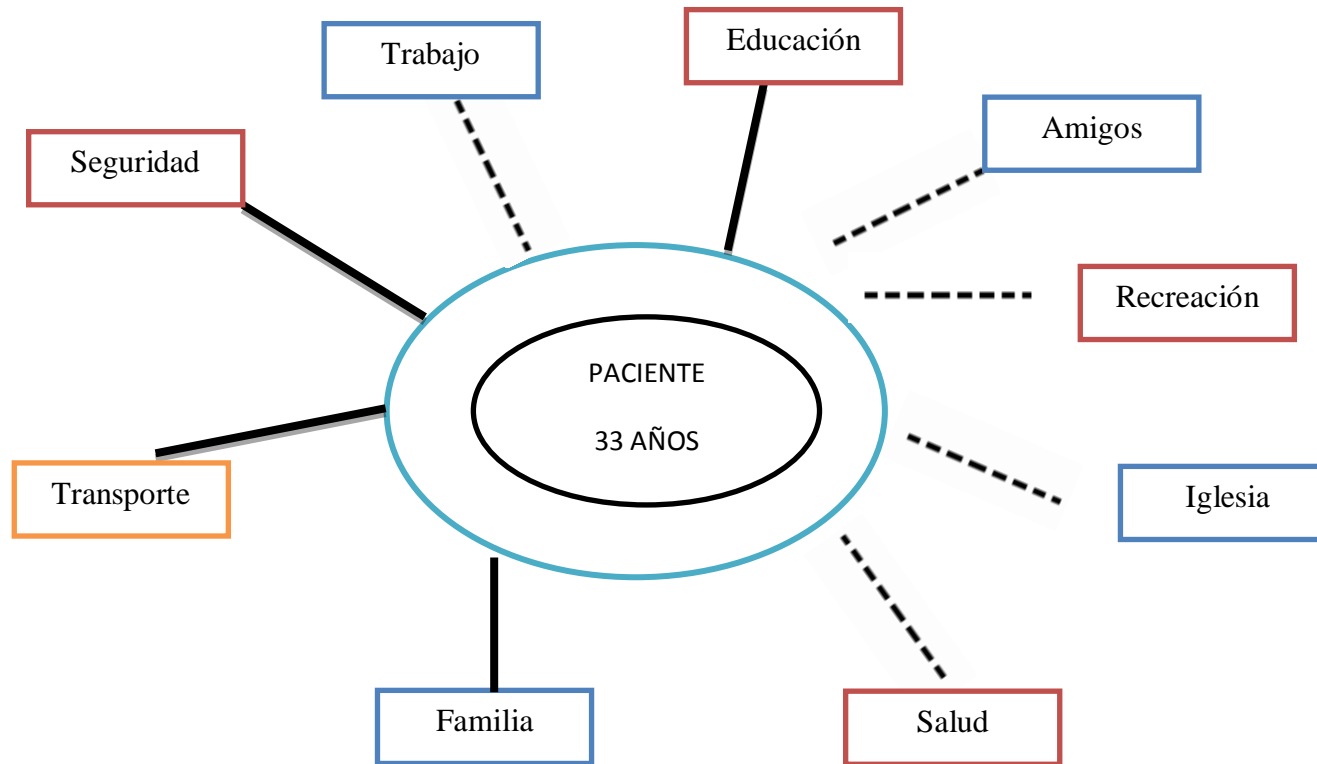 Educación
Trabajo
Amigos
Seguridad
Recreación
PACIENTE
33 AÑOS
Transporte
Iglesia
Familia
Salud